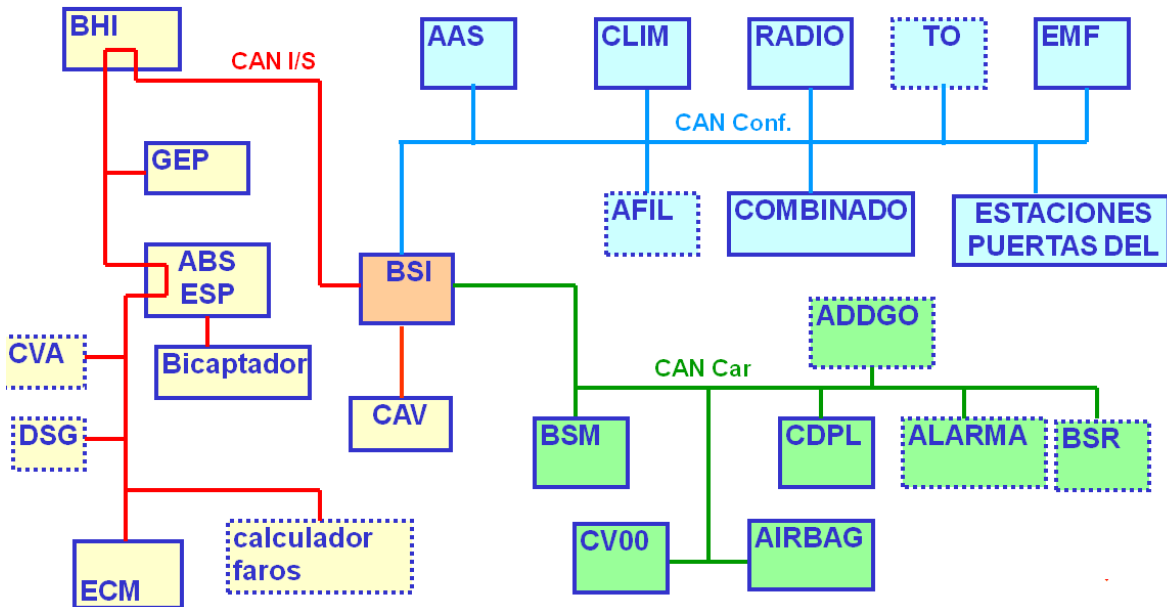 BHI
AAS
CLIM
RADIO
TO
EMF
CAN I/S
CAN Conf.
GEP
AFIL
COMBINADO
ESTACIONES
PUERTAS DEL
ABS
ESP
BSI
ADDGO
CVA
Bicaptador
CAN Car
CAV
DSG
BSM
CDPL
ALARMA
BSR
calculador
faros
CV00
AIRBAG
ECM